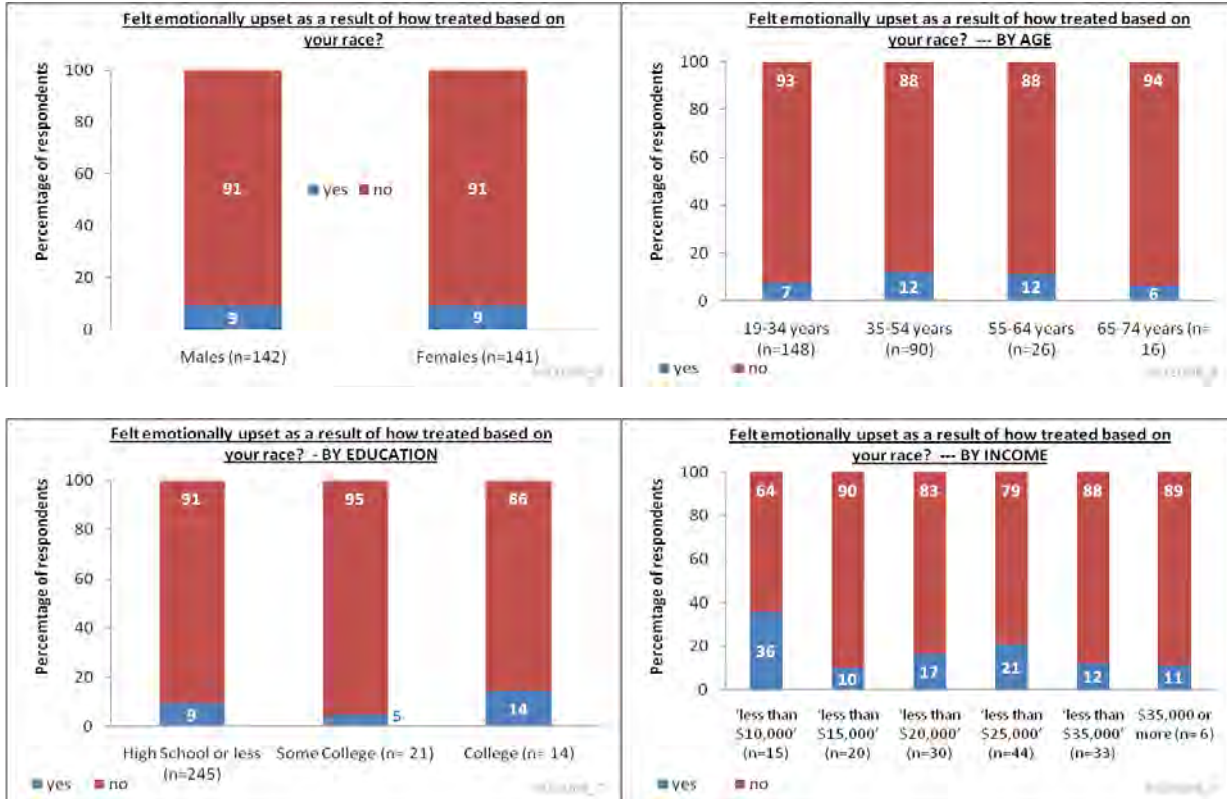 Felt emotionally upset as a result of how treated based on
your race?
Percemtage of respondents
100
80
60
40
20
0
91
91
yes no
9
9
Males (n=142)
Females (n=141)
Felt emotionally upset as a result of how treated based on
your race? --- BY AGE
Percemtage of respondents
100
80
60
40
20
0
93
88
88
94
7
12
12
6
19-34 years
(n=148)
35-54 years
(n=90)
55-64 years
(n=26)
65-74 years (n=
16)
yes no
Felt emotionally upset as a result of how treated based on
your race? - BY EDUCATION
Percemtage of respondents
100
80
60
40
20
0
91
95
86
9
5
14
High School or less
(n=245)
Some College (n= 21)
College (n= 14)
yes no
Felt emotionally upset as a result of how treated based on
your race? --- BY INCOME
Percemtage of respondents
100
80
60
40
20
0
64
90
83
79
88
89
36
10
17
21
12
11
'less than
$10,000'
(n=15)
'less than
$15,000'
(n=20)
'less than
$20,000'
(n=30)
'less than
$25,000'
(n=44)
'less than
$35,000'
(n=33)
$35,000 or
more (n= 6)
yes no